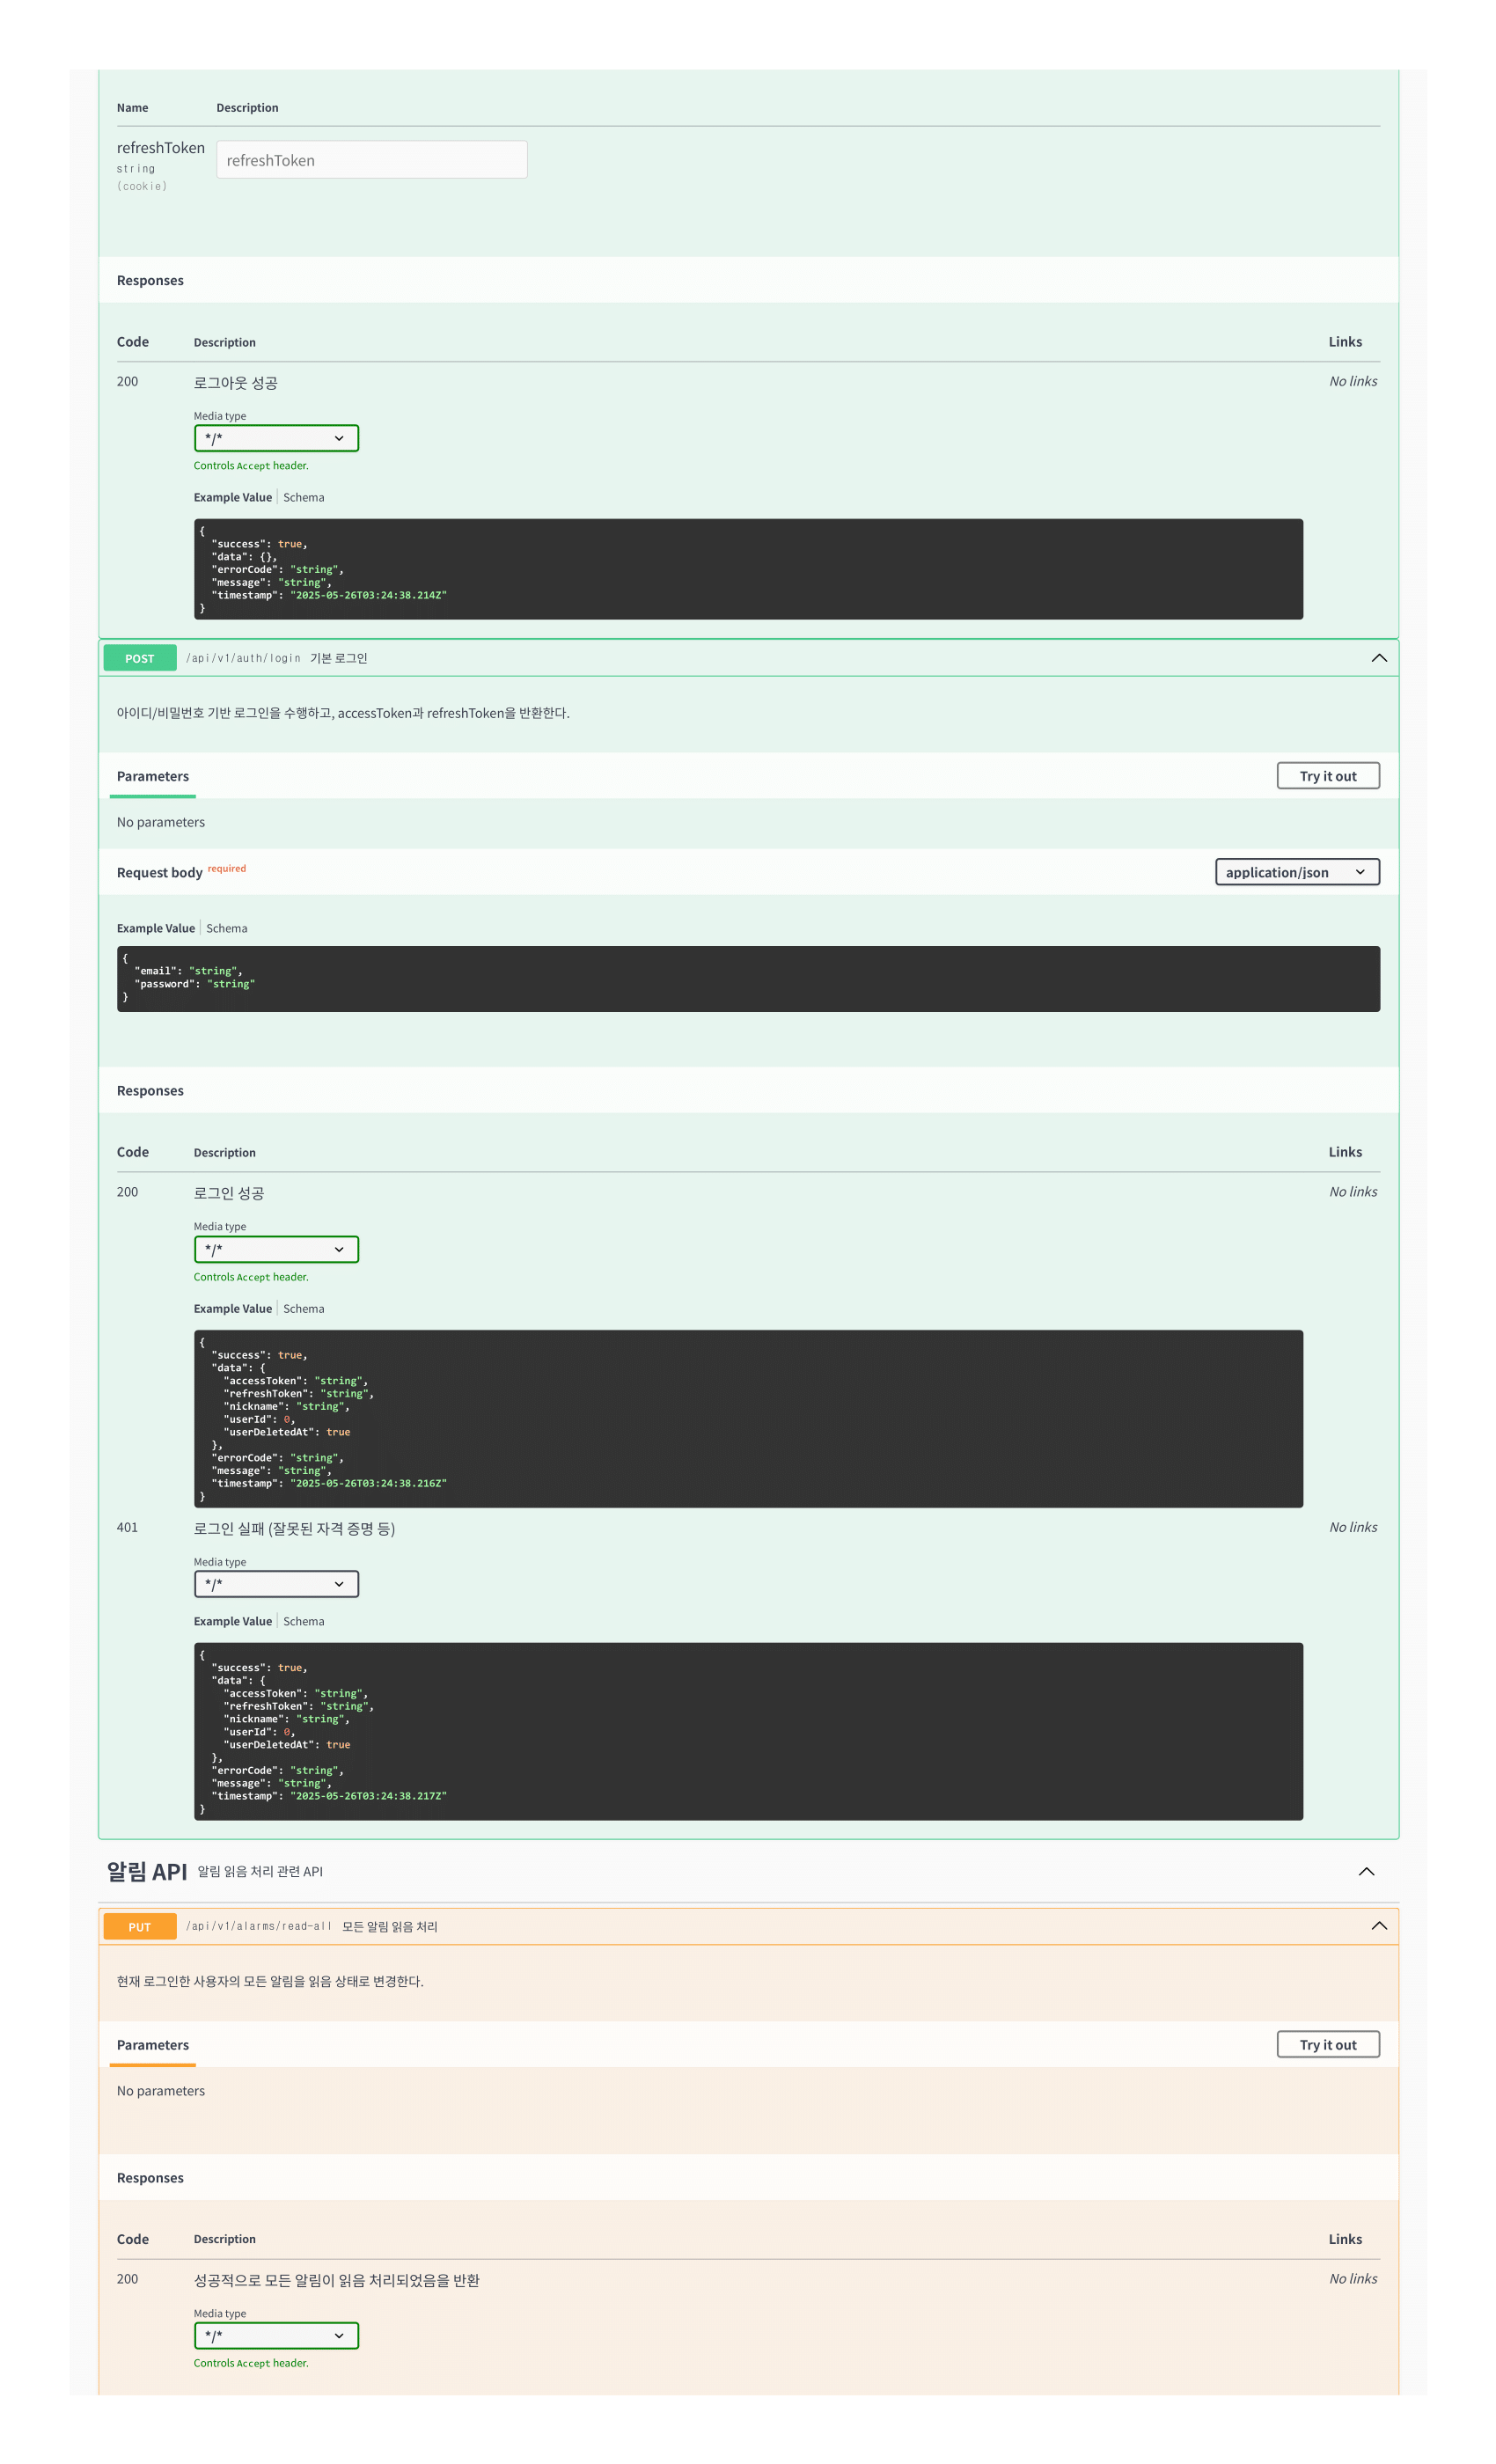 Name Description
refreshToken
string
(cookie)
refreshToken
Responses
Code Description Links
200 로그아웃 성공 No links
Media type
*/*
Controls Accept header.
Example Value Schema
{
  "success": true,
  "data": {},
  "errorCode": "string",
  "message": "string",
  "timestamp": "2025-05-26T03:24:38.214Z"
}
POST /api/v1/auth/login 기본 로그인
아이디/비밀번호 기반 로그인을 수행하고, accessToken과 refreshToken을 반환한다.
Parameters Try it out
No parameters
Request body required application/json
Example Value Schema
{
  "email": "string",
  "password": "string"
}
Responses
Code Description Links
200 로그인 성공 No links
Media type
*/*
Controls Accept header.
Example Value Schema
{
  "success": true,
  "data": {
    "accessToken": "string",
    "refreshToken": "string",
    "nickname": "string",
    "userId": 0,
    "userDeletedAt": true
  },
  "errorCode": "string",
  "message": "string",
  "timestamp": "2025-05-26T03:24:38.216Z"
}
401 로그인 실패 (잘못된 자격 증명 등) No links
Media type
*/*
Example Value Schema
{
  "success": true,
  "data": {
    "accessToken": "string",
    "refreshToken": "string",
    "nickname": "string",
    "userId": 0,
    "userDeletedAt": true
  },
  "errorCode": "string",
  "message": "string",
  "timestamp": "2025-05-26T03:24:38.217Z"
}
알림 API 알림 읽음 처리 관련 API
PUT /api/v1/alarms/read-all 모든 알림 읽음 처리
현재 로그인한 사용자의 모든 알림을 읽음 상태로 변경한다.
Parameters Try it out
No parameters
Responses
Code Description Links
200 성공적으로 모든 알림이 읽음 처리되었음을 반환 No links
Media type
*/*
Controls Accept header.